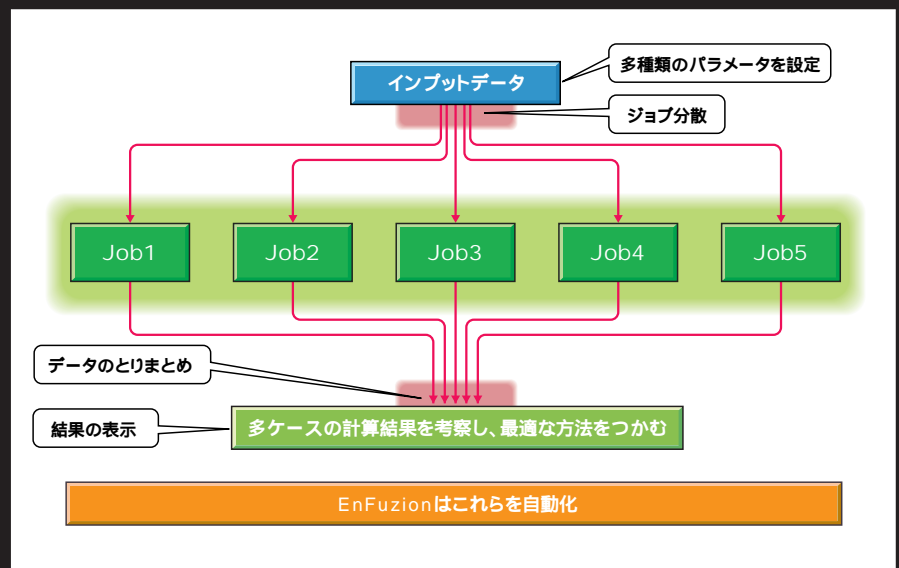 多種類のパラメータを設定
インプットデータ
ジョブ分散
Job1
Job2
Job3
Job4
Job5
データのとりまとめ
結果の表示
多ケースの計算結果を考察し、最適な方法をつかむ
EnFuzionはこれらを自動化